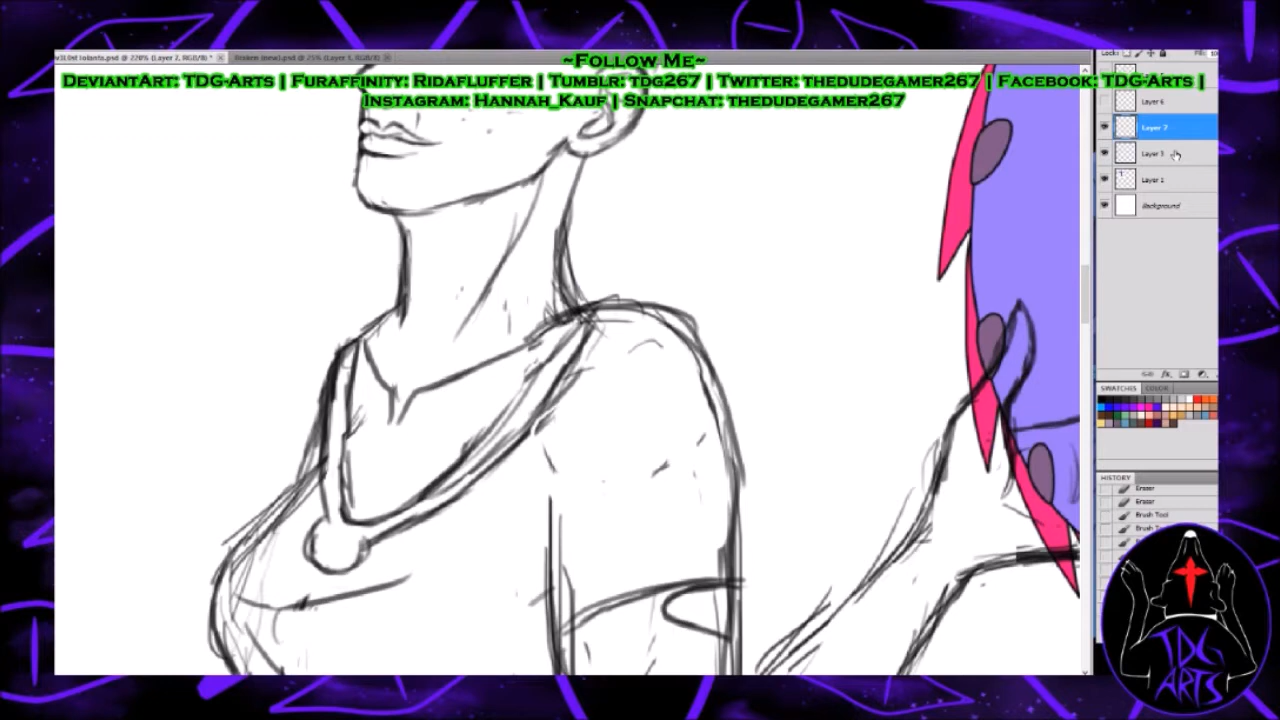 ~Follow Me~
DeviantArt: TDG-Arts | Furaffinity: Ridafluffer | Tumblr: tdg267 | Twitter: thedudegamer267 | Facebook: TDG-Arts |
Instagram: Hannah_Kauf | Snapchat: thedudegamer267
Layer 6
Layer 7
Layer 3
Layer 1
Background
SWATCHES COLOR
HISTORY
Eraser
Eraser
Brush Tool
TDG
ARTS